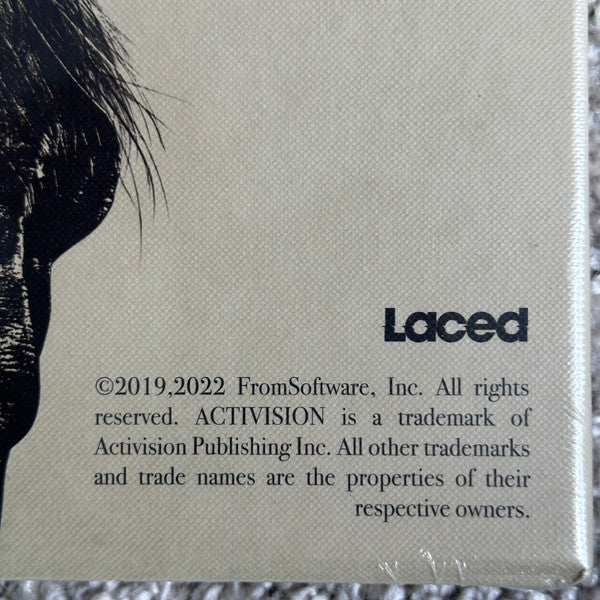 Laced
©2019,2022 FromSoftware, Inc. All rights
reserved. ACTIVISION is a trademark of
Activision Publishing Inc. All other trademarks
and trade names are the properties of their
respective owners.